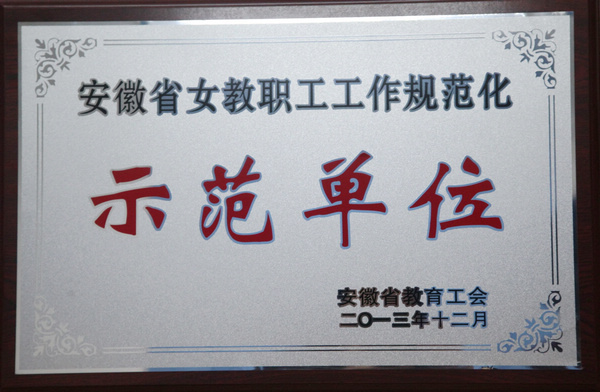 安徽省女教职工工作规范化
示范单位
安徽省教育工会
二〇一三年十二月